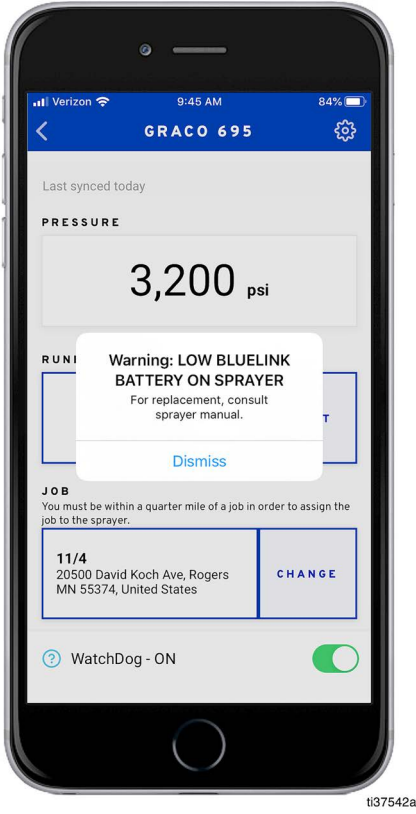 Verizon
9:45 AM
84%
GRACO 695
Last synced today
PRESSURE
3,200 psi
Warning: LOW BLUELINK
BATTERY ON SPRAYER
For replacement, consult
sprayer manual.
Dismiss
JOB
You must be within a quarter mile of a job in order to assign the
job to the sprayer.
11/4
20500 David Koch Ave, Rogers
MN 55374, United States
CHANGE
? WatchDog - ON
ti37542a